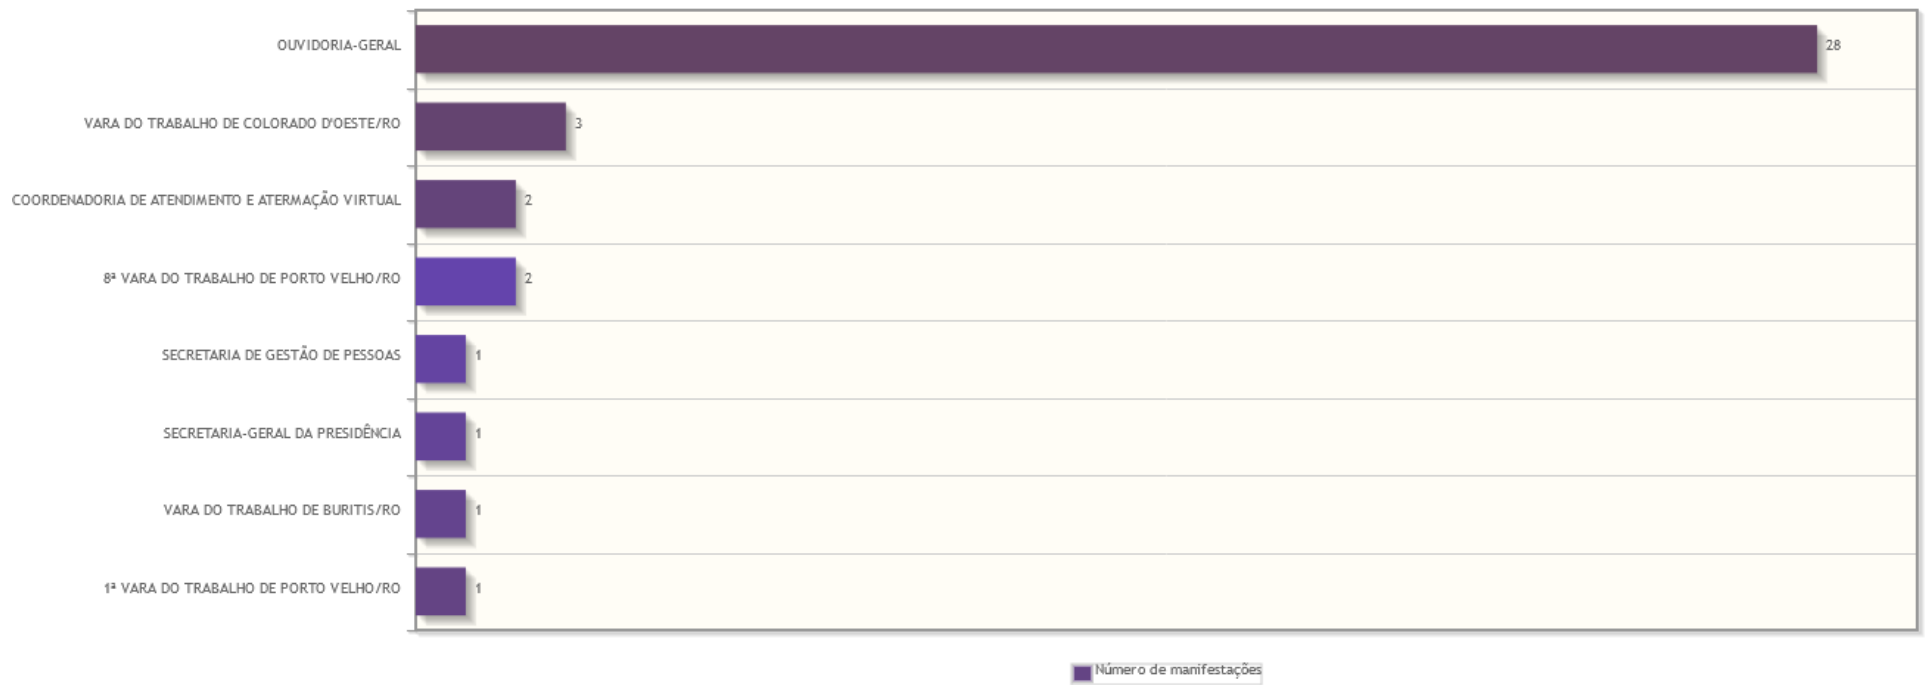 OUVIDORIA-GERAL
28
VARA DO TRABALHO DE COLORADO D'OESTE/RO
3
COORDENADORIA DE ATENDIMENTO E ATERMAÇÃO VIRTUAL
2
8ª VARA DO TRABALHO DE PORTO VELHO/RO
2
SECRETARIA DE GESTÃO DE PESSOAS
1
SECRETARIA-GERAL DA PRESIDÊNCIA
1
VARA DO TRABALHO DE BURITIS/RO
1
1ª VARA DO TRABALHO DE PORTO VELHO/RO
1
Número de manifestações